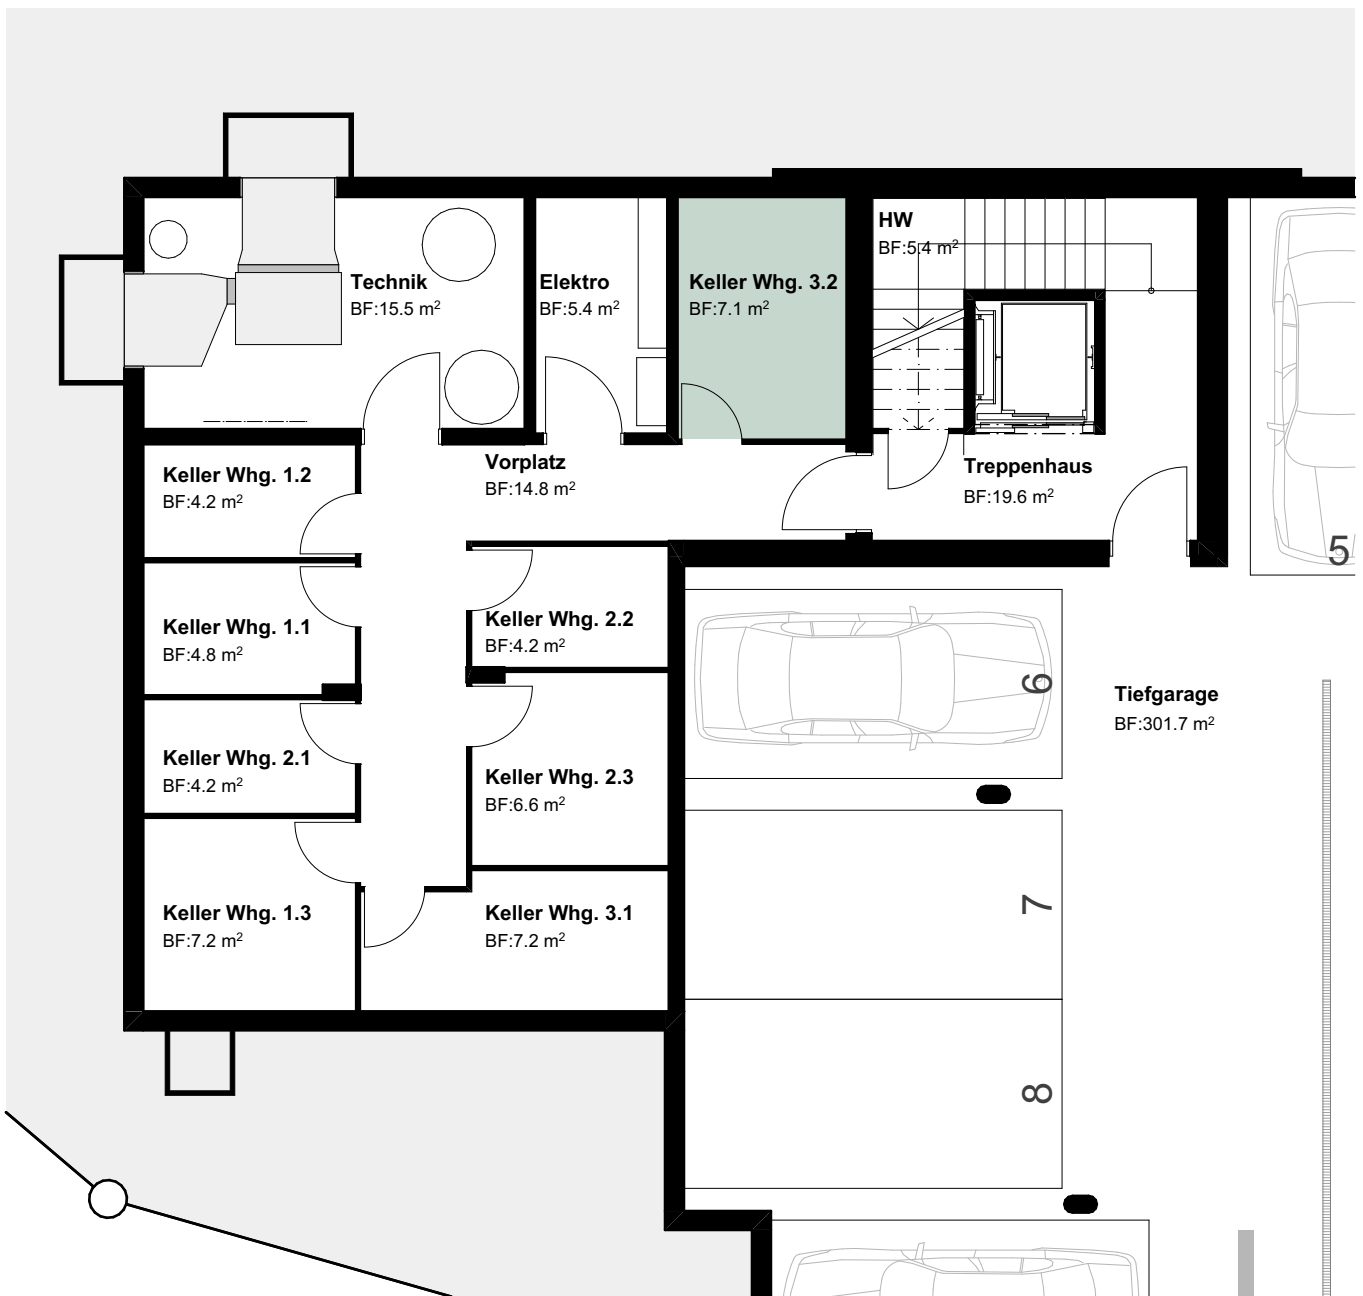 HW
BF:5.4 m²
Technik
BF:15.5 m²
Elektro
BF:5.4 m²
Keller Whg. 3.2
BF:7.1 m²
Keller Whg. 1.2
BF:4.2 m²
Vorplatz
BF:14.8 m²
Treppenhaus
BF:19.6 m²
5
Keller Whg. 1.1
BF:4.8 m²
Keller Whg. 2.2
BF:4.2 m²
6
Tiefgarage
BF:301.7 m²
Keller Whg. 2.1
BF:4.2 m²
Keller Whg. 2.3
BF:6.6 m²
Keller Whg. 1.3
BF:7.2 m²
Keller Whg. 3.1
BF:7.2 m²
7
8